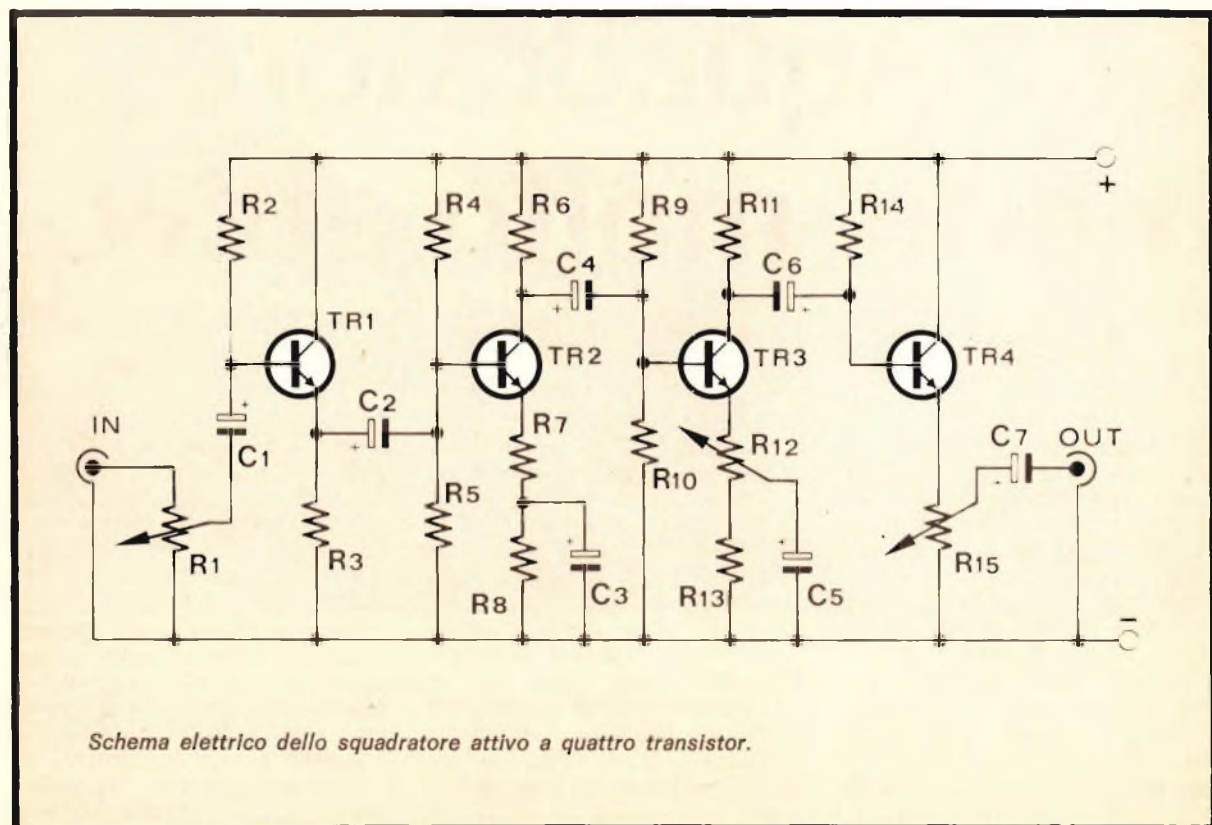 +
R2
R4
R6
R9
R11
R14
C4
C6
TR1
TR2
TR3
TR4
+
+
+
IN
C1
C2
R7
R12
C7
OUT
+
+
R10
R5
R1
R3
R8
C3
R13
C5
R15
+
+
-
-
Schema elettrico dello squadratore attivo a quattro transistor.